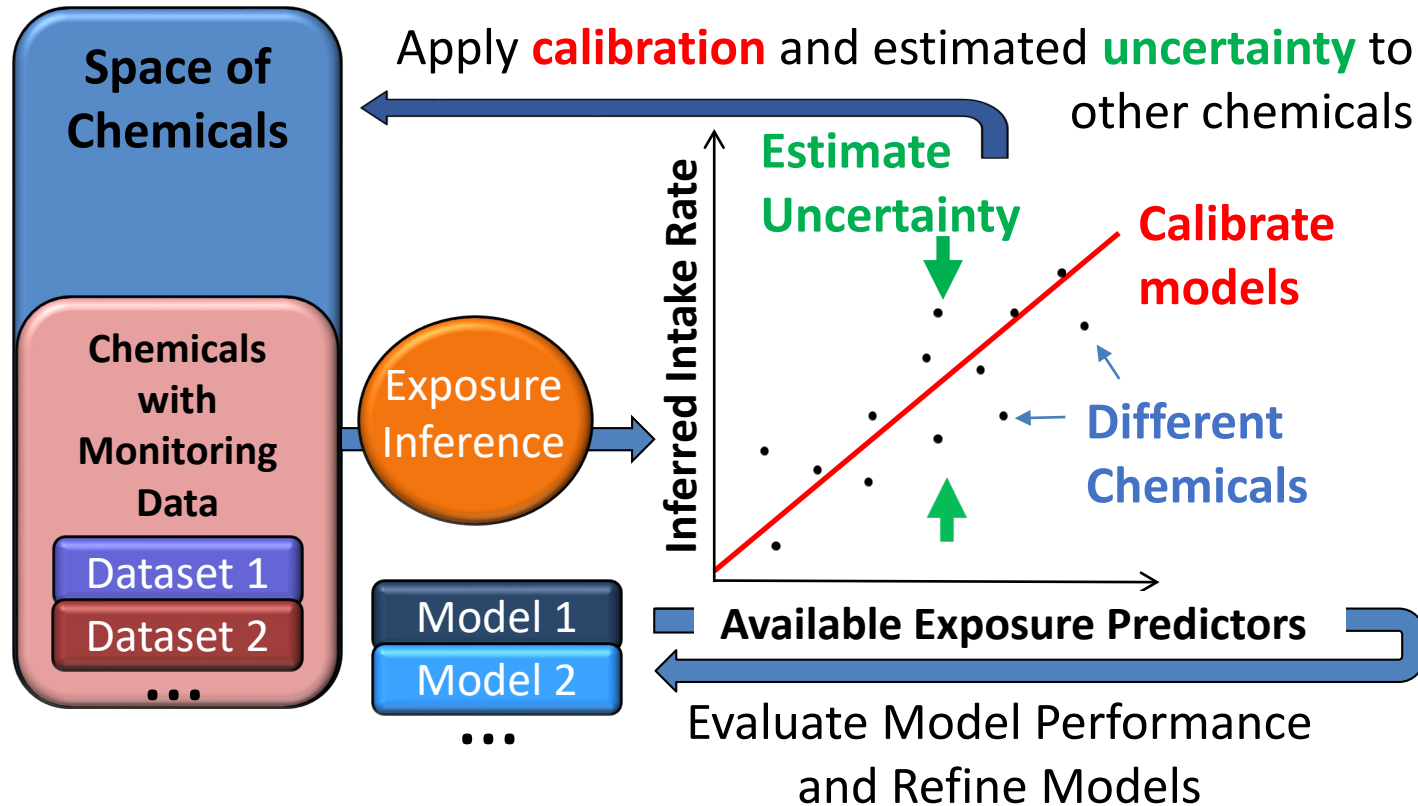 Space of
Chemicals
Apply calibration and estimated uncertainty to
other chemicals
Chemicals
with
Monitoring
Data
Dataset 1
Dataset 2
...
Exposure
Inference
Model 1
Model 2
...
Inferred Intake Rate
Estimate
Uncertainty
Calibrate
models
Different
Chemicals
Available Exposure Predictors
Evaluate Model Performance
and Refine Models